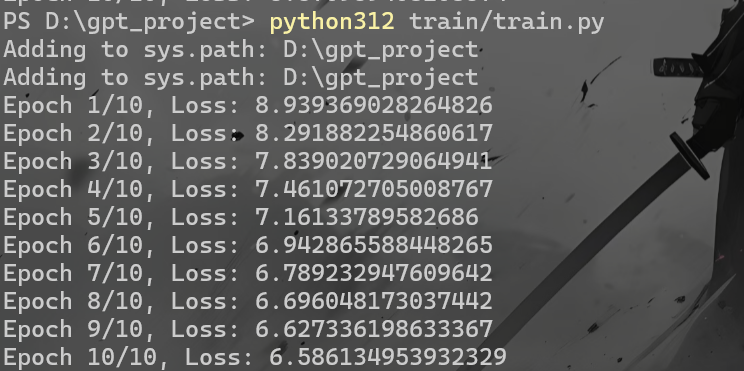 PS D:\gpt_project> python312 train/train.py
Adding to sys.path: D:\gpt_project
Adding to sys.path: D:\gpt_project
Epoch 1/10, Loss: 8.939369028264826
Epoch 2/10, Loss: 8.291882254860617
Epoch 3/10, Loss: 7.839020729064941
Epoch 4/10, Loss: 7.461072705008767
Epoch 5/10, Loss: 7.16133789582686
Epoch 6/10, Loss: 6.942865588448265
Epoch 7/10, Loss: 6.789232947609642
Epoch 8/10, Loss: 6.696048173037442
Epoch 9/10, Loss: 6.627336198633367
Epoch 10/10, Loss: 6.586134953932329